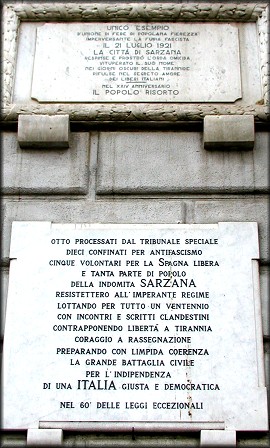 UNICO ESEMPIO
D'UNIONE DI FEDE DI POPOLANA FIEREZZA
IMPERVERSANTE LA FURIA FASCISTA
IL 21 LUGLIO 1921
LA CITTÀ DI SARZANA
RESPINSE E PROSTRÒ L'ORDA OMICIDA
VITUPERATO IL SUO NOME
NEI GIORNI OSCURI DELLA TIRANNIDE
RIFULSE NEL SEGRETO AMORE
DEI LIBERI ITALIANI
NEL XXIV ANNIVERSARIO
IL POPOLO RISORTO
OTTO PROCESSATI DAL TRIBUNALE SPECIALE
DIECI CONFINATI PER ANTIFASCISMO
CINQUE VOLONTARI PER LA SPAGNA LIBERA
E TANTA PARTE DI POPOLO
DELLA INDOMITA SARZANA
RESISTETTERO ALL'IMPERANTE REGIME
LOTTANDO PER TUTTO UN VENTENNIO
CON INCONTRI E SCRITTI CLANDESTINI
CONTRAPPONENDO LIBERTÀ A TIRANNIA
CORAGGIO A RASSEGNAZIONE
PREPARANDO CON LIMPIDA COERENZA
LA GRANDE BATTAGLIA CIVILE
PER L'INDIPENDENZA
DI UNA ITALIA GIUSTA E DEMOCRATICA
NEL 60° DELLE LEGGI ECCEZIONALI